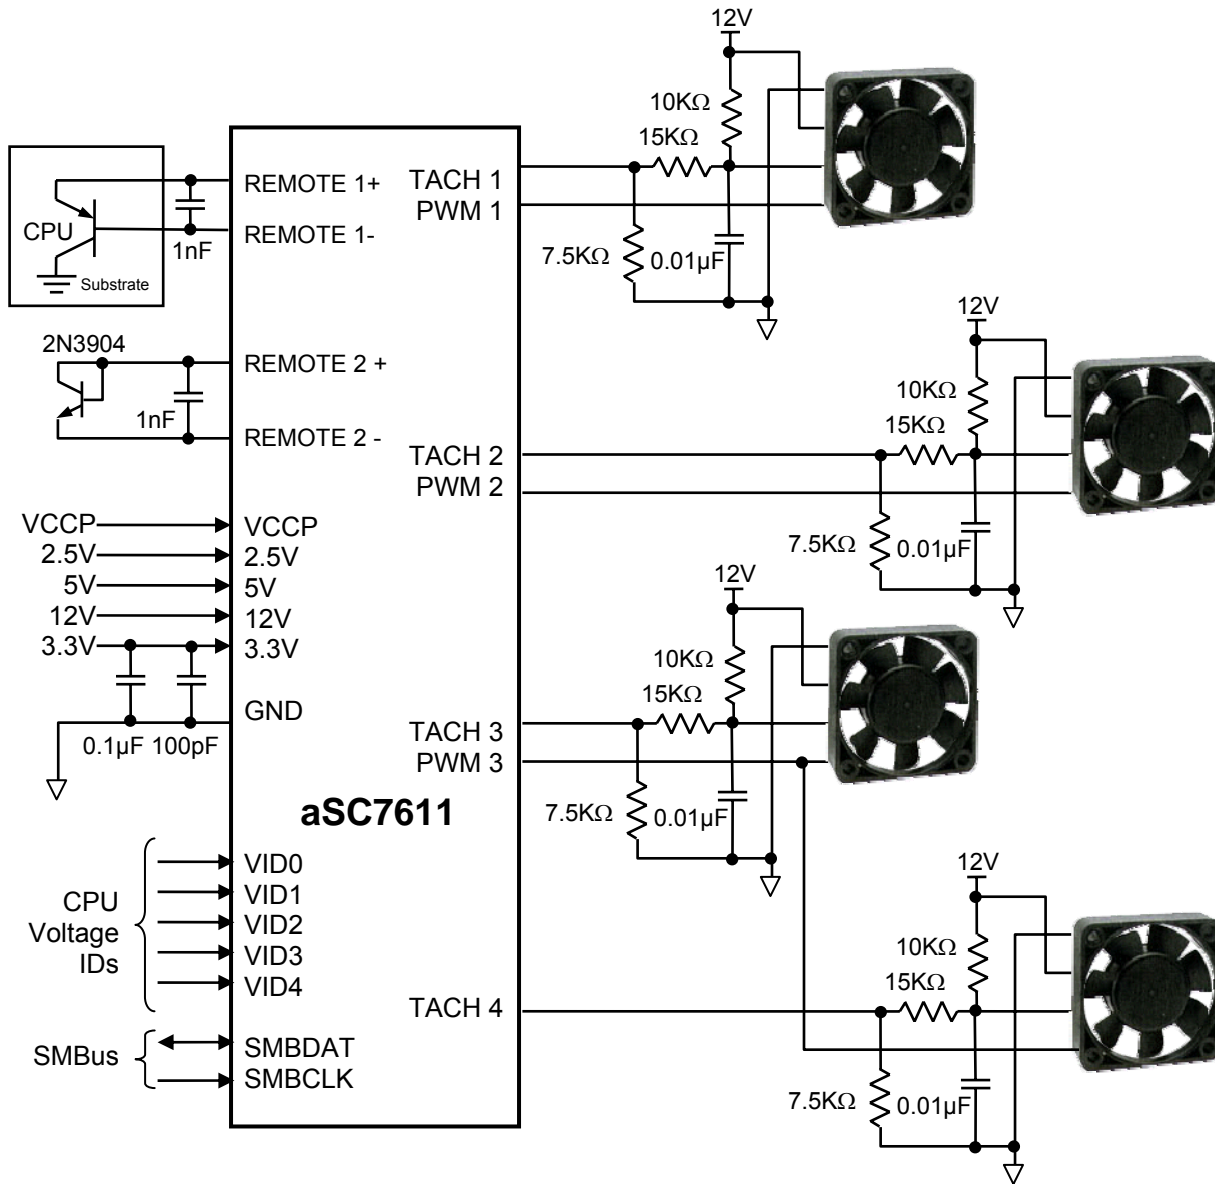 12V
10KΩ
15KΩ
TACH 1
PWM 1
7.5KΩ
0.01µF
CPU
Substrate
1nF
REMOTE 1+
REMOTE 1-
2N3904
1nF
REMOTE 2 +
REMOTE 2 -
12V
10KΩ
15KΩ
TACH 2
PWM 2
7.5KΩ
0.01µF
VCCP
VCCP
2.5V
2.5V
5V
5V
12V
12V
3.3V
3.3V
GND
0.1µF
100pF
12V
10KΩ
15KΩ
TACH 3
PWM 3
7.5KΩ
0.01µF
aSC7611
CPU
Voltage
IDs
VID0
VID1
VID2
VID3
VID4
SMBus
SMBDAT
SMBCLK
12V
10KΩ
15KΩ
TACH 4
7.5KΩ
0.01µF